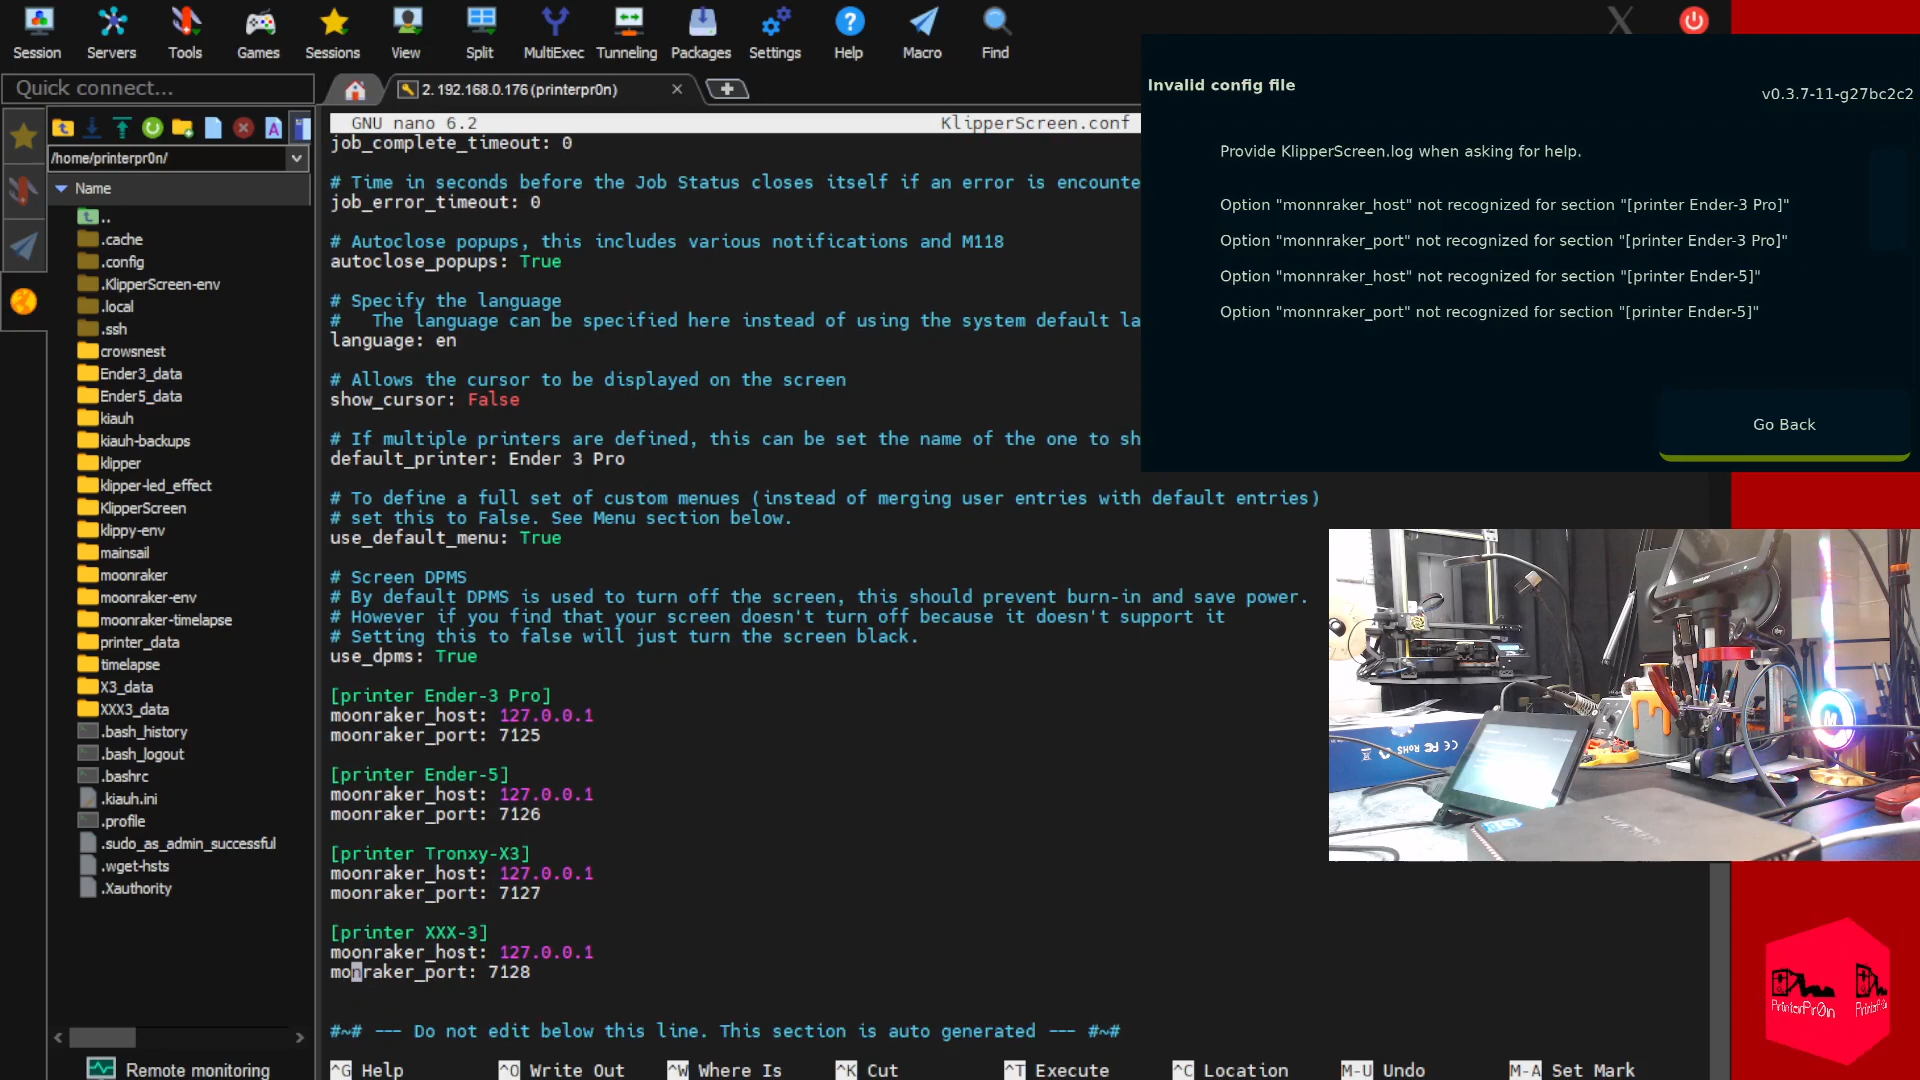 Session
Servers
Tools
Games
Sessions
View
Split
MultiExec
Tunneling
Packages
Settings
Help
Macro
Find
Quick connect...
2. 192.168.0.176 (printerpr0n)
/home/printerpr0n/
Name
..
.cache
.config
.KlipperScreen-env
.local
.ssh
crowsnest
Ender3_data
Ender5_data
kiauh
kiauh-backups
klipper
klipper-led_effect
KlipperScreen
klippy-env
mainsail
moonraker
moonraker-env
moonraker-timelapse
printer_data
timelapse
X3_data
XXX3_data
.bash_history
.bash_logout
.bashrc
.kiauh.ini
.profile
.sudo_as_admin_successful
.wget-hsts
.Xauthority
Remote monitoring
GNU nano 6.2 KlipperScreen.conf
job_complete_timeout: 0
# Time in seconds before the Job Status closes itself if an error is encounte
job_error_timeout: 0
# Autoclose popups, this includes various notifications and M118
autoclose_popups: True
# Specify the language
#   The language can be specified here instead of using the system default la
language: en
# Allows the cursor to be displayed on the screen
show_cursor: False
# If multiple printers are defined, this can be set the name of the one to sh
default_printer: Ender 3 Pro
# To define a full set of custom menues (instead of merging user entries with default entries)
# set this to False. See Menu section below.
use_default_menu: True
# Screen DPMS
# By default DPMS is used to turn off the screen, this should prevent burn-in and save power.
# However if you find that your screen doesn't turn off because it doesn't support it
# Setting this to false will just turn the screen black.
use_dpms: True
[printer Ender-3 Pro]
moonraker_host: 127.0.0.1
moonraker_port: 7125
[printer Ender-5]
moonraker_host: 127.0.0.1
moonraker_port: 7126
[printer Tronxy-X3]
moonraker_host: 127.0.0.1
moonraker_port: 7127
[printer XXX-3]
moonraker_host: 127.0.0.1
monraker_port: 7128
#~# --- Do not edit below this line. This section is auto generated --- #~#
^G Help ^O Write Out ^W Where Is ^K Cut ^T Execute ^C Location M-U Undo M-A Set Mark
Invalid config file
v0.3.7-11-g27bc2c2
Provide KlipperScreen.log when asking for help.
Option "monnraker_host" not recognized for section "[printer Ender-3 Pro]"
Option "monnraker_port" not recognized for section "[printer Ender-3 Pro]"
Option "monnraker_host" not recognized for section "[printer Ender-5]"
Option "monnraker_port" not recognized for section "[printer Ender-5]"
Go Back
CE RoHS
M
PrinterPr0n
PrinterPr0n